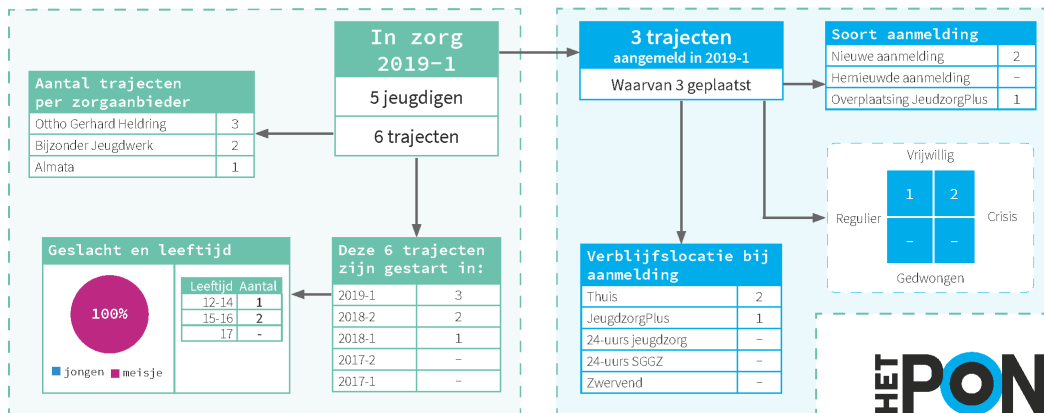 In zorg
2019-1
5 jeugdigen
6 trajecten
Aantal trajecten
per zorgaanbieder
Ottho Gerhard Heldring 3
Bijzonder Jeugdwerk 2
Almata 1
Geslacht en leeftijd
100%
jongen meisje
Leeftijd Aantal
12-14 1
15-16 2
17 -
Deze 6 trajecten
zijn gestart in:
2019-1 3
2018-2 2
2018-1 1
2017-2 –
2017-1 –
3 trajecten
aangemeld in 2019-1
Waarvan 3 geplaatst
Soort aanmelding
Nieuwe aanmelding 2
Hernieuwde aanmelding –
Overplaatsing JeudzorgPlus 1
Vrijwillig
1 2
Regulier Crisis
– –
Gedwongen
Verblijfslocatie bij
aanmelding
Thuis 2
JeugdzorgPlus 1
24-uurs jeugdzorg –
24-uurs SGGZ –
Zwervend –
HET PON